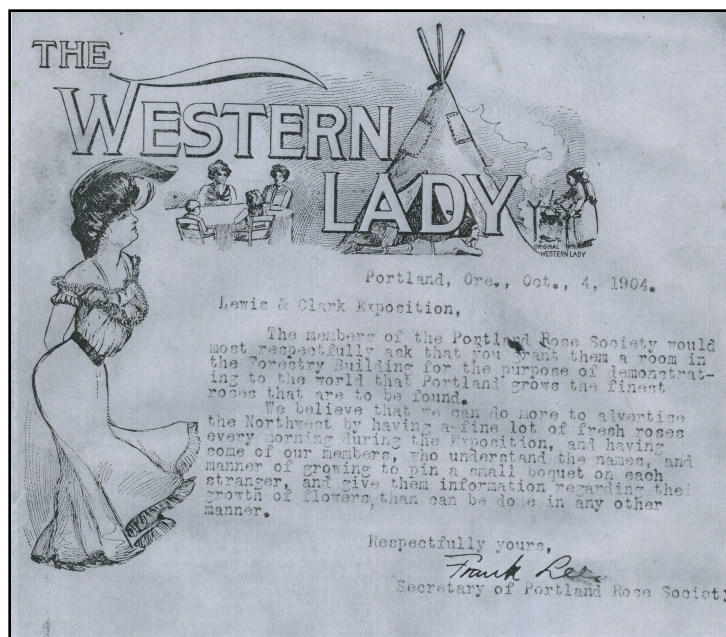 THE
WESTERN
LADY
ORIGINAL
WESTERN LADY
Portland, Ore., Oct., 4, 1904.
Lewis & Clark Exposition,
The members of the Portland Rose Society would
most respectfully ask that you grant them a room in
the Forestry Building for the purpose of demonstrat-
ing to the world that Portland grows the finest
roses that are to be found.
We believe that we can do more to advertise
the Northwest by having a fine lot of fresh roses
every morning during the Exposition, and having
some of our members, who understand the names, and
manner of growing to pin a small boquet on each
stranger, and give them information regarding thei
growth of flowers, than can be done in any other
manner.
Respectfully yours,
Frank Lee
Secretary of Portland Rose Society